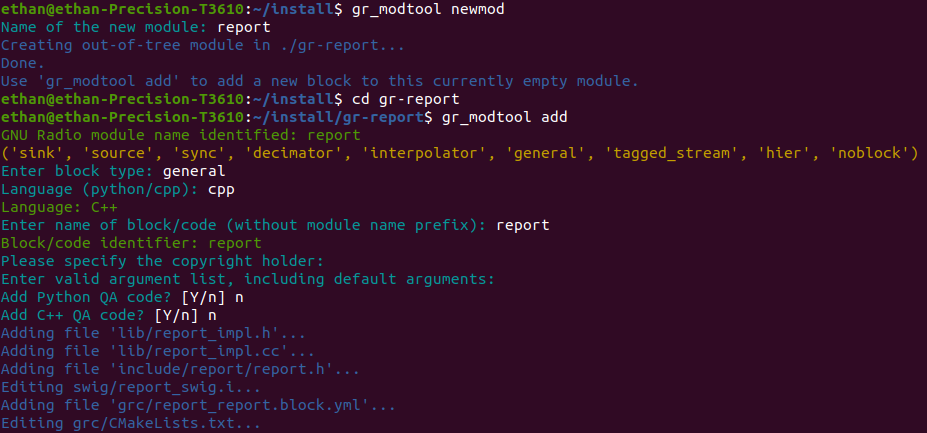 ethan@ethan-Precision-T3610:~/install$ gr_modtool newmod
Name of the new module: report
Creating out-of-tree module in ./gr-report...
Done.
Use 'gr_modtool add' to add a new block to this currently empty module.
ethan@ethan-Precision-T3610:~/install$ cd gr-report
ethan@ethan-Precision-T3610:~/install/gr-report$ gr_modtool add
GNU Radio module name identified: report
('sink', 'source', 'sync', 'decimator', 'interpolator', 'general', 'tagged_stream', 'hier', 'noblock')
Enter block type: general
Language (python/cpp): cpp
Language: C++
Enter name of block/code (without module name prefix): report
Block/code identifier: report
Please specify the copyright holder:
Enter valid argument list, including default arguments:
Add Python QA code? [Y/n] n
Add C++ QA code? [Y/n] n
Adding file 'lib/report_impl.h'...
Adding file 'lib/report_impl.cc'...
Adding file 'include/report/report.h'...
Editing swig/report_swig.i...
Adding file 'grc/report_report.block.yml'...
Editing grc/CMakeLists.txt...